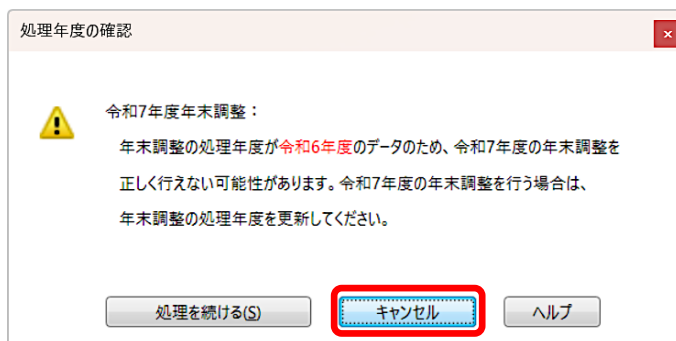 処理年度の確認
令和7年度年末調整：
年末調整の処理年度が令和6年度のデータのため、令和7年度の年末調整を
正しく行えない可能性があります。令和7年度の年末調整を行う場合は、
年末調整の処理年度を更新してください。
処理を続ける(S) キャンセル ヘルプ